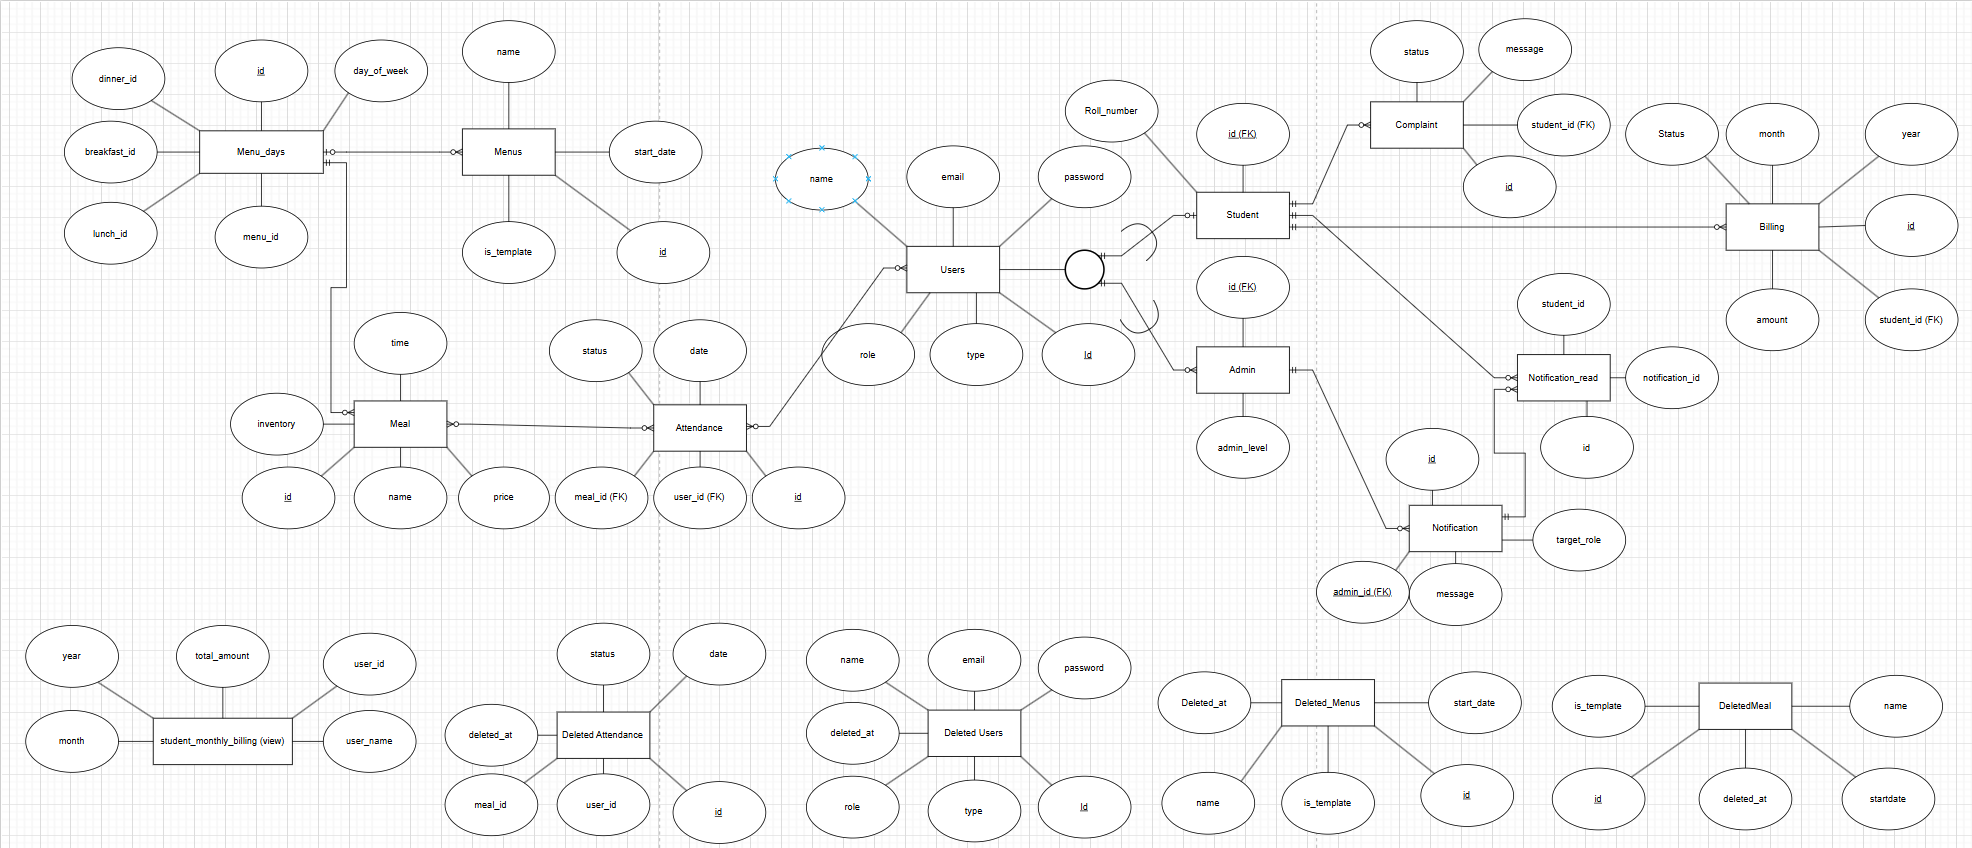 name
status
message
dinner_id
id
day_of_week
Roll_number
id (FK)
Complaint
student_id (FK)
Status
month
year
breakfast_id
Menu_days
Menus
start_date
name
email
password
id
lunch_id
menu_id
is_template
id
Student
Billing
id
Users
id (FK)
student_id
amount
student_id (FK)
time
status
date
role
type
Id
Admin
Notification_read
notification_id
inventory
Meal
Attendance
admin_level
id
id
id
name
price
meal_id (FK)
user_id (FK)
id
Notification
target_role
admin_id (FK)
message
year
total_amount
user_id
status
date
name
email
password
Deleted_at
Deleted_Menus
start_date
is_template
DeletedMeal
name
month
student_monthly_billing (view)
user_name
deleted_at
Deleted Attendance
deleted_at
Deleted Users
meal_id
user_id
id
role
type
Id
name
is_template
id
id
deleted_at
startdate